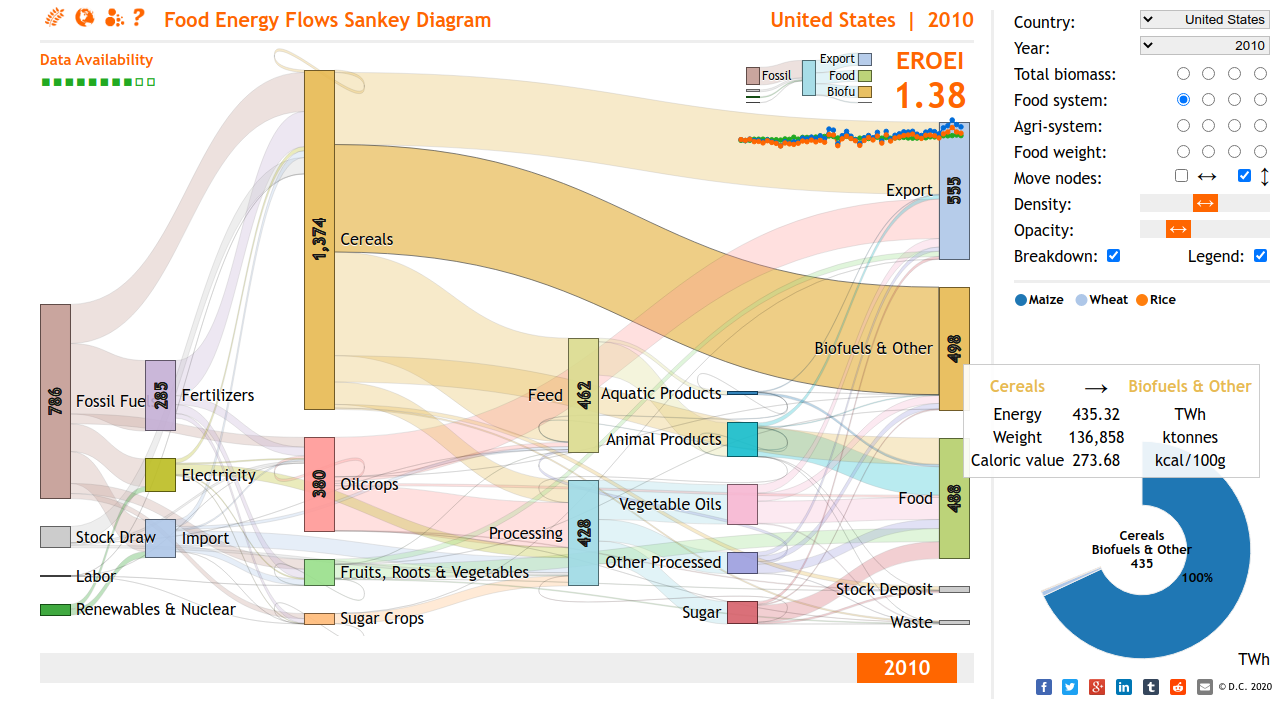 ? Food Energy Flows Sankey Diagram
United States | 2010
Data Availability
Export
Fossil
Food
Biofu
EROEI
1.38
1,374
Cereals
Export
555
786
Fossil Fue
285
Fertilizers
Feed
462
Aquatic Products
Biofuels & Other
498
Animal Products
Electricity
380
Oilcrops
Vegetable Oils
Food
488
Stock Draw
Import
Processing
428
Other Processed
Labor
Fruits, Roots & Vegetables
Stock Deposit
Renewables & Nuclear
Sugar Crops
Sugar
Waste
2010
Country:
United States
Year:
2010
Total biomass:
Food system:
Agri-system:
Food weight:
Move nodes: ↔ ↕
Density: ↔
Opacity: ↔
Breakdown:
Legend:
Maize Wheat Rice
Cereals → Biofuels & Other
Energy 435.32 TWh
Weight 136,858 ktonnes
Caloric value 273.68 kcal/100g
Cereals
Biofuels & Other
435
100%
TWh
© D.C. 2020